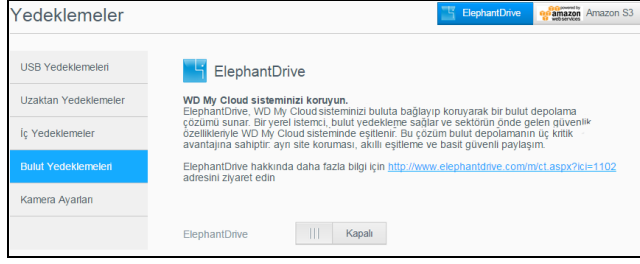 Yedeklemeler
ElephantDrive
powered by
amazon
web services
Amazon S3
USB Yedeklemeleri
Uzaktan Yedeklemeler
İç Yedeklemeler
Bulut Yedeklemeleri
Kamera Ayarları
ElephantDrive
WD My Cloud sisteminizi koruyun.
ElephantDrive, WD My Cloud sisteminizi buluta bağlayıp koruyarak bir bulut depolama
çözümü sunar. Bir yerel istemci, bulut yedekleme sağlar ve sektörün önde gelen güvenlik
özellikleriyle WD My Cloud sisteminde eşitlenir. Bu çözüm bulut depolamanın üç kritik
avantajına sahiptir: ayrı site koruması, akıllı eşitleme ve basit güvenli paylaşım.
ElephantDrive hakkında daha fazla bilgi için http://www.elephantdrive.com/m/ct.aspx?ici=1102
adresini ziyaret edin
ElephantDrive
Kapalı